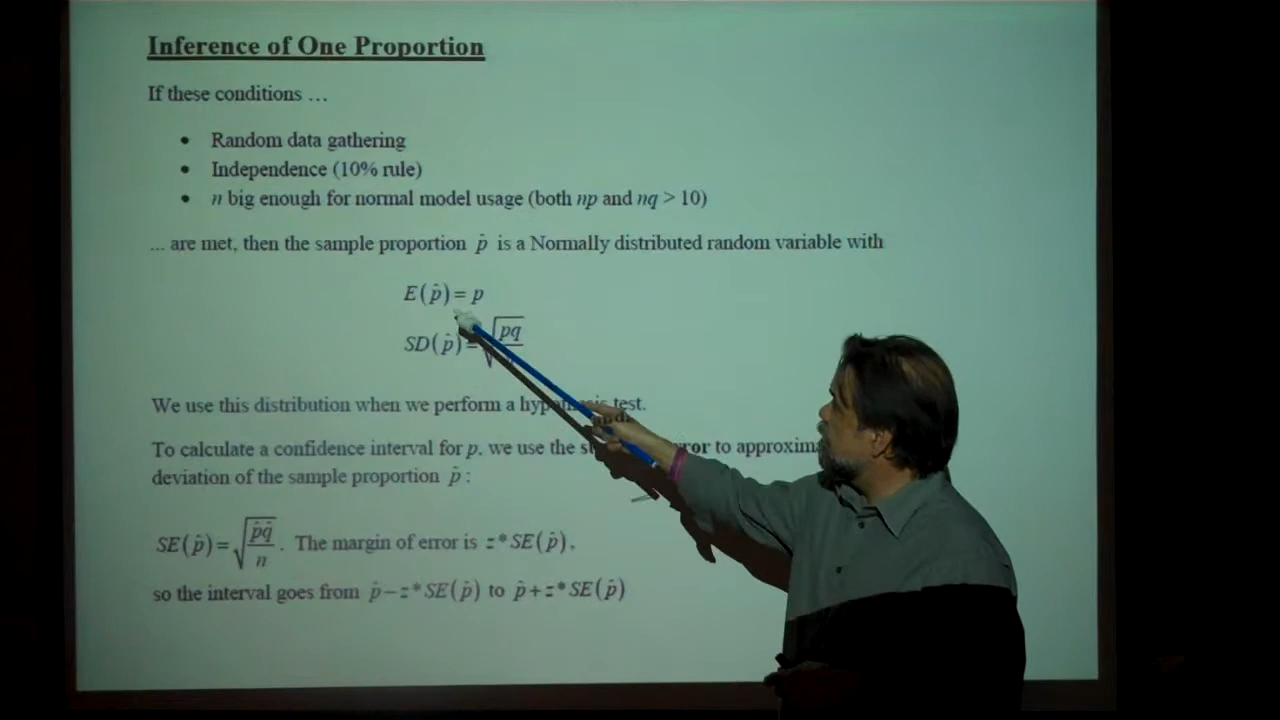 Inference of One Proportion
If these conditions …
• Random data gathering
• Independence (10% rule)
• n big enough for normal model usage (both np and nq > 10)
... are met, then the sample proportion p̂ is a Normally distributed random variable with
E(p̂) = p
SD(p̂) = √(pq
We use this distribution when we perform a test.
To calculate a confidence interval for p, we use the to
deviation of the sample proportion p̂ :
SE(p̂) = √(p̂q̂/n) . The margin of error is z*SE(p̂),
so the interval goes from p̂ − z*SE(p̂) to p̂ + z*SE(p̂)